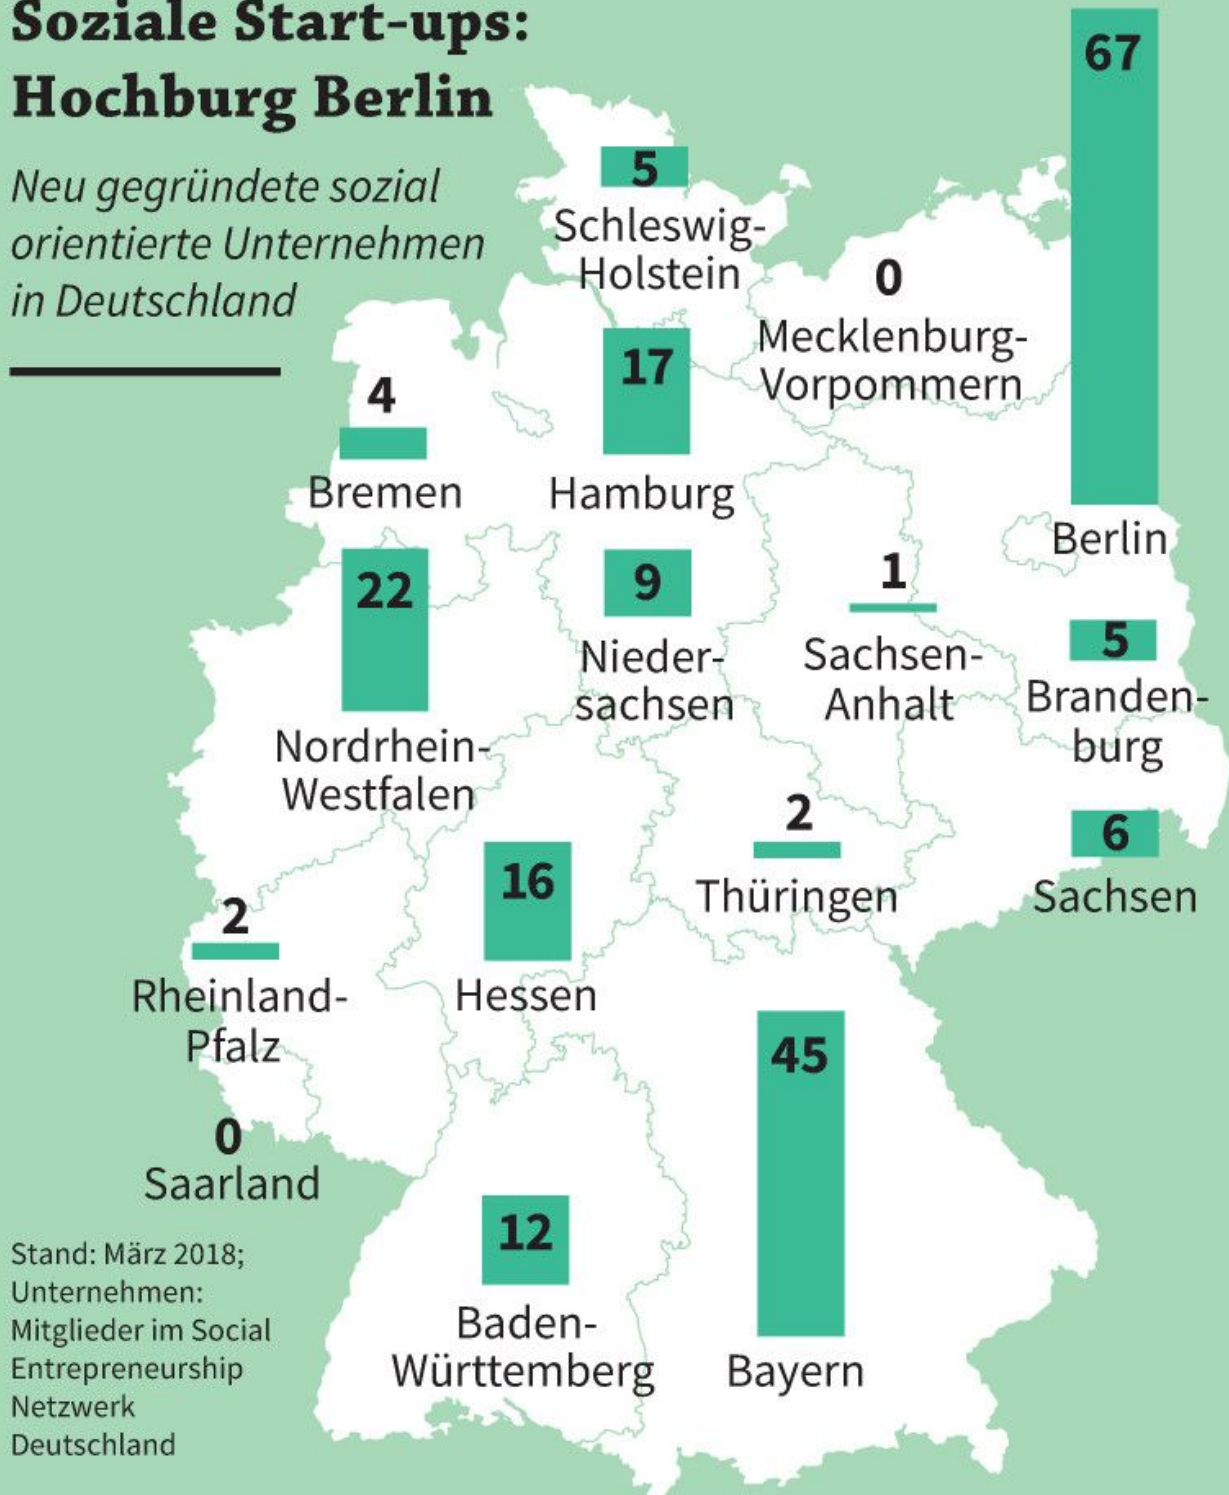 Soziale Start-ups:
Hochburg Berlin
Neu gegründete sozial
orientierte Unternehmen
in Deutschland
67
5
Schleswig-
Holstein
0
Mecklenburg-
Vorpommern
4
Bremen
17
Hamburg
Berlin
22
Nordrhein-
Westfalen
9
Nieder-
sachsen
1
Sachsen-
Anhalt
5
Branden-
burg
2
Thüringen
6
Sachsen
16
Hessen
2
Rheinland-
Pfalz
0
Saarland
45
Bayern
12
Baden-
Württemberg
Stand: März 2018;
Unternehmen:
Mitglieder im Social
Entrepreneurship
Netzwerk
Deutschland